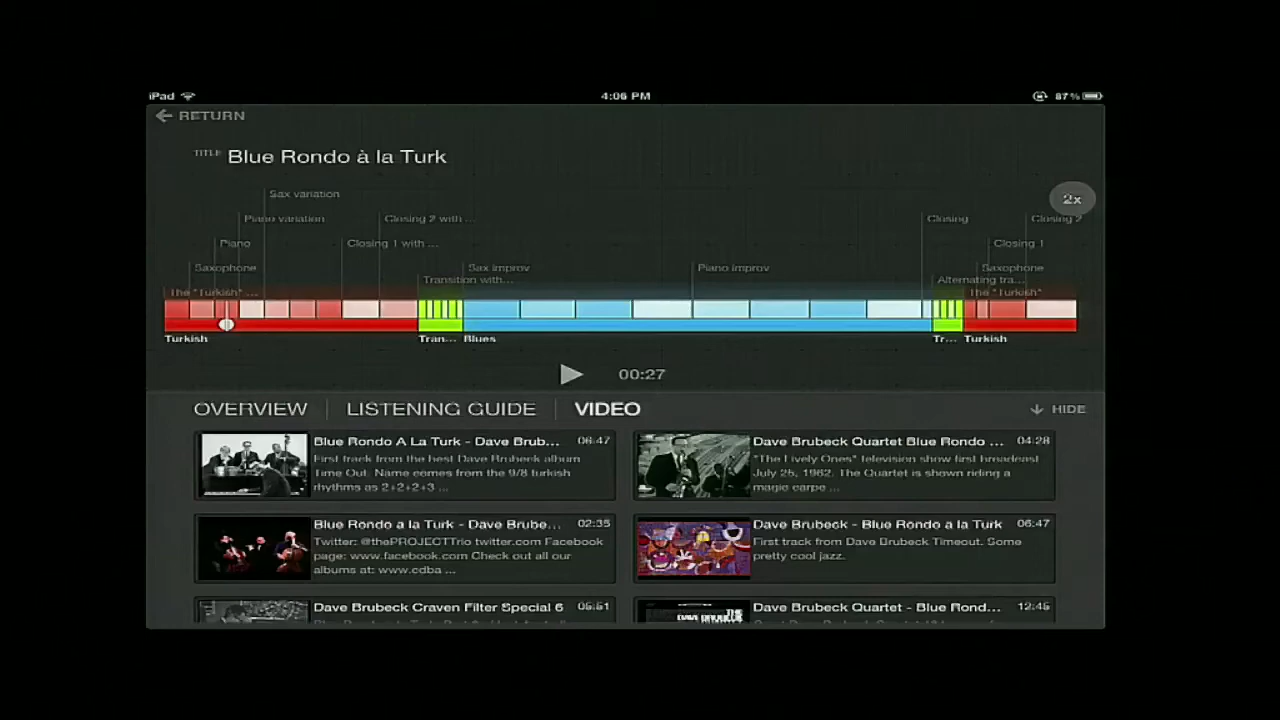 iPad
4:06 PM
87%
RETURN
TITLE Blue Rondo à la Turk
Sax variation
2x
Piano variation
Closing 2 with ...
Closing
Closing 2
Piano
Closing 1 with ...
Closing 1
Saxophone
Sax improv
Piano improv
Saxophone
Transition with...
Alternating tra...
The "Turkish" ...
The "Turkish"
Turkish
Tran...
Blues
Tr...
Turkish
00:27
OVERVIEW
LISTENING GUIDE
VIDEO
HIDE
Blue Rondo A La Turk - Dave Brub... 06:47
First track from the best Dave Brubeck album
Time Out. Name comes from the 9/8 turkish
rhythms as 2+2+2+3 ...
Dave Brubeck Quartet Blue Rondo ... 04:28
"The Lively Ones" television show first broadcast
July 25, 1962. The Quartet is shown riding a
magic carpe ...
Blue Rondo a la Turk - Dave Brube... 02:35
Twitter: @thePROJECTTrio twitter.com Facebook
page: www.facebook.com Check out all our
albums at: www.cdba ...
Dave Brubeck - Blue Rondo a la Turk 06:47
First track from Dave Brubeck Timeout. Some
pretty cool jazz.
Dave Brubeck Craven Filter Special 6 05:51
Dave Brubeck Quartet - Blue Rond... 12:45
THE
DAVE BRUBECK